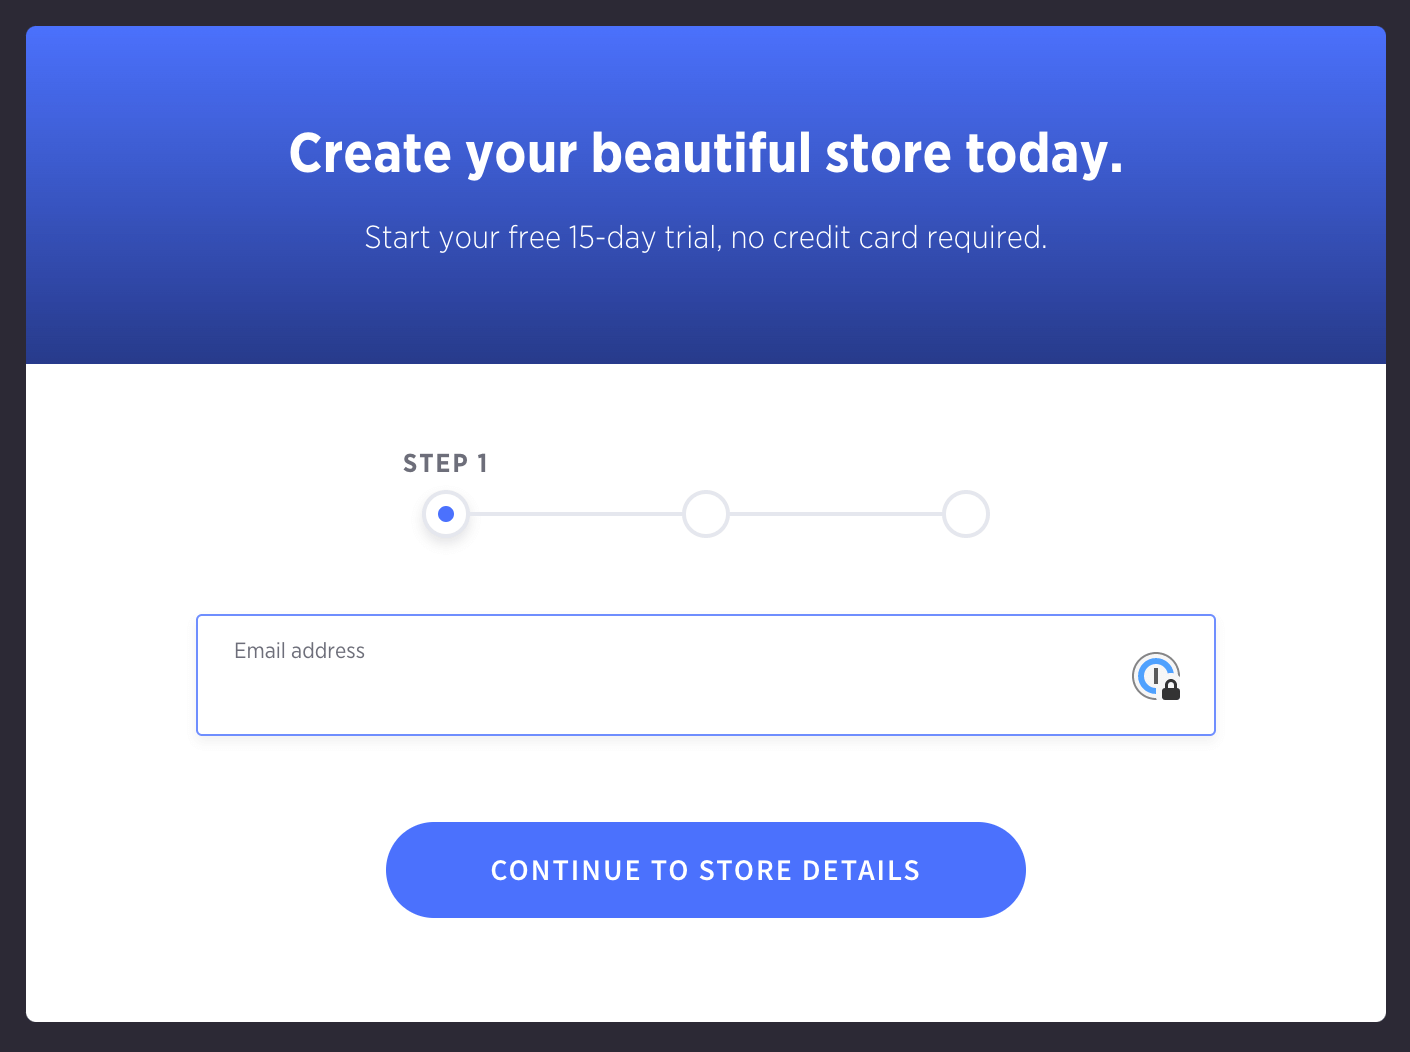 Create your beautiful store today.
Start your free 15-day trial, no credit card required.
STEP 1
Email address
CONTINUE TO STORE DETAILS